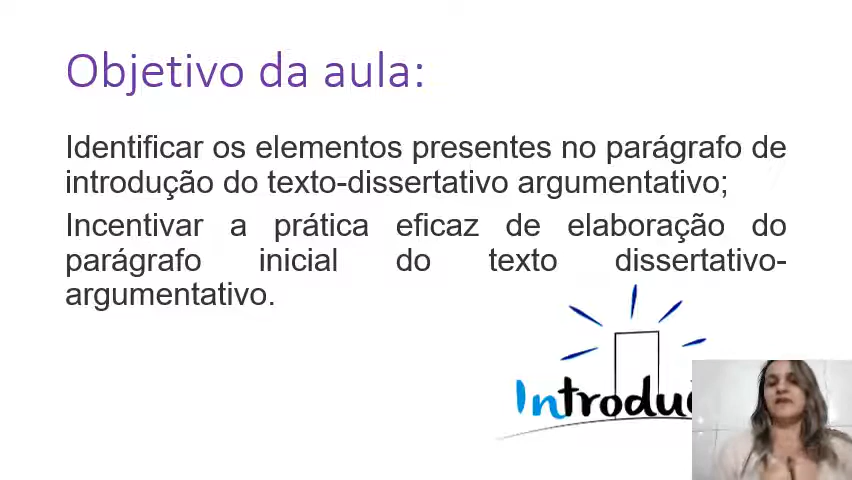 Objetivo da aula:
Identificar os elementos presentes no parágrafo de
introdução do texto-dissertativo argumentativo;
Incentivar a prática eficaz de elaboração do
parágrafo inicial do texto dissertativo-
argumentativo.